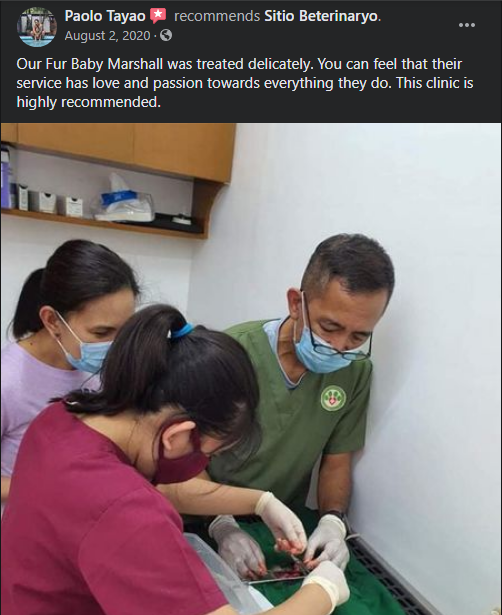 Paolo Tayao recommends Sitio Beterinaryo.
August 2, 2020 ·
Our Fur Baby Marshall was treated delicately. You can feel that their
service has love and passion towards everything they do. This clinic is
highly recommended.